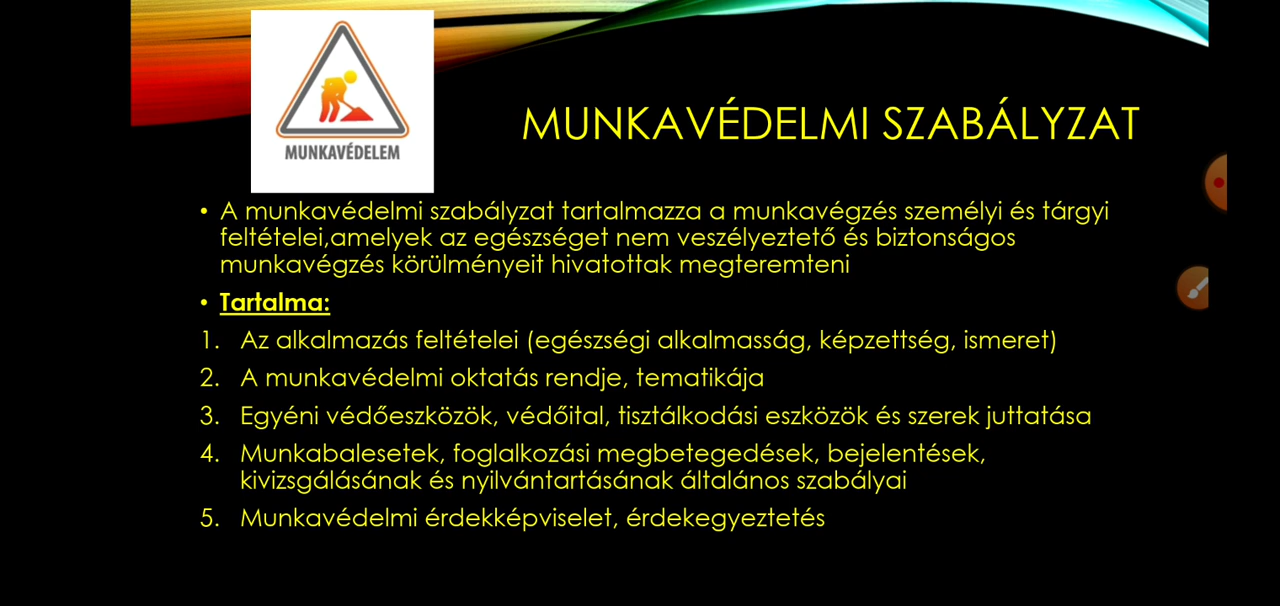 MUNKAVÉDELEM
MUNKAVÉDELMI SZABÁLYZAT
• A munkavédelmi szabályzat tartalmazza a munkavégzés személyi és tárgyi
feltételei,amelyek az egészséget nem veszélyeztető és biztonságos
munkavégzés körülményeit hivatottak megteremteni
• Tartalma:
1. Az alkalmazás feltételei (egészségi alkalmasság, képzettség, ismeret)
2. A munkavédelmi oktatás rendje, tematikája
3. Egyéni védőeszközök, védőital, tisztálkodási eszközök és szerek juttatása
4. Munkabalesetek, foglalkozási megbetegedések, bejelentések,
kivizsgálásának és nyilvántartásának általános szabályai
5. Munkavédelmi érdekképviselet, érdekegyeztetés